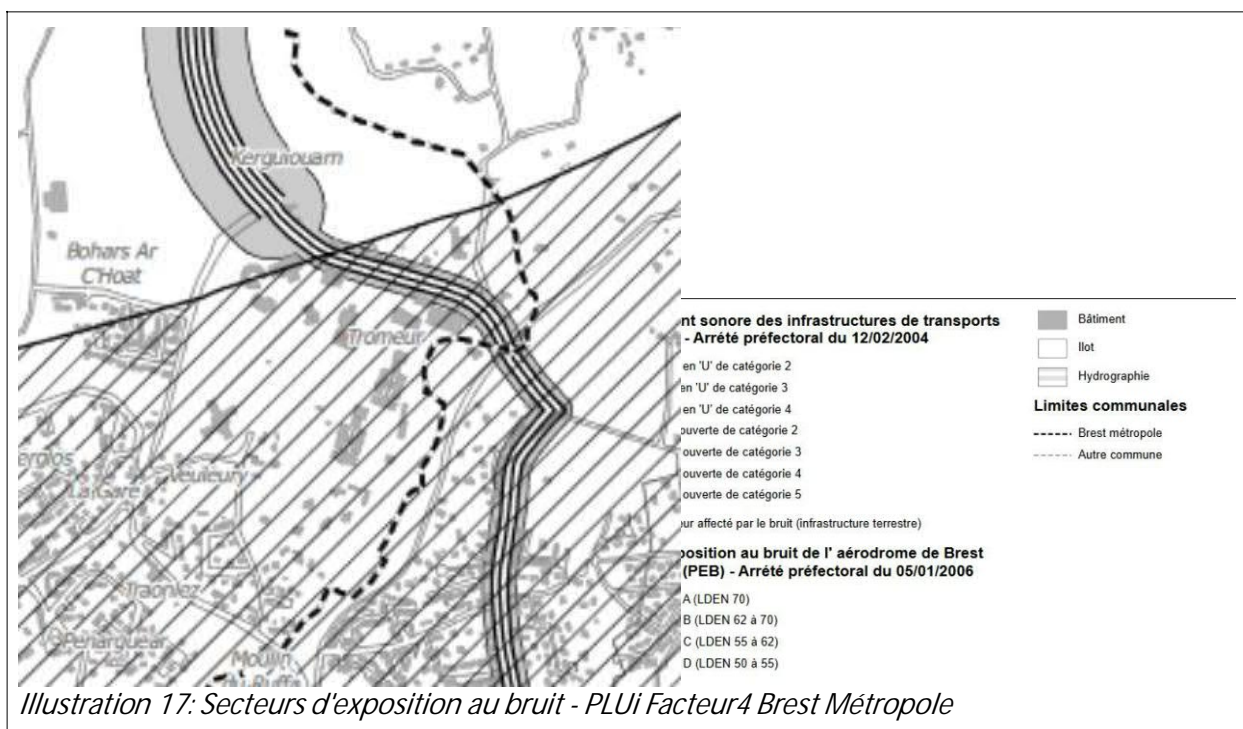 Kerguiouarn
Bohars Ar
C'Hoat
Tromeur
La Gare
Veuleury
Traonlez
Penarguear
Moulin
du Ruffa
nt sonore des infrastructures de transports
- Arrêté préfectoral du 12/02/2004
en 'U' de catégorie 2
en 'U' de catégorie 3
en 'U' de catégorie 4
ouverte de catégorie 2
ouverte de catégorie 3
ouverte de catégorie 4
ouverte de catégorie 5
eur affecté par le bruit (infrastructure terrestre)
position au bruit de l' aérodrome de Brest
(PEB) - Arrêté préfectoral du 05/01/2006
A (LDEN 70)
B (LDEN 62 à 70)
C (LDEN 55 à 62)
D (LDEN 50 à 55)
Bâtiment
Ilot
Hydrographie
Limites communales
Brest métropole
Autre commune
Illustration 17: Secteurs d'exposition au bruit - PLUi Facteur4 Brest Métropole